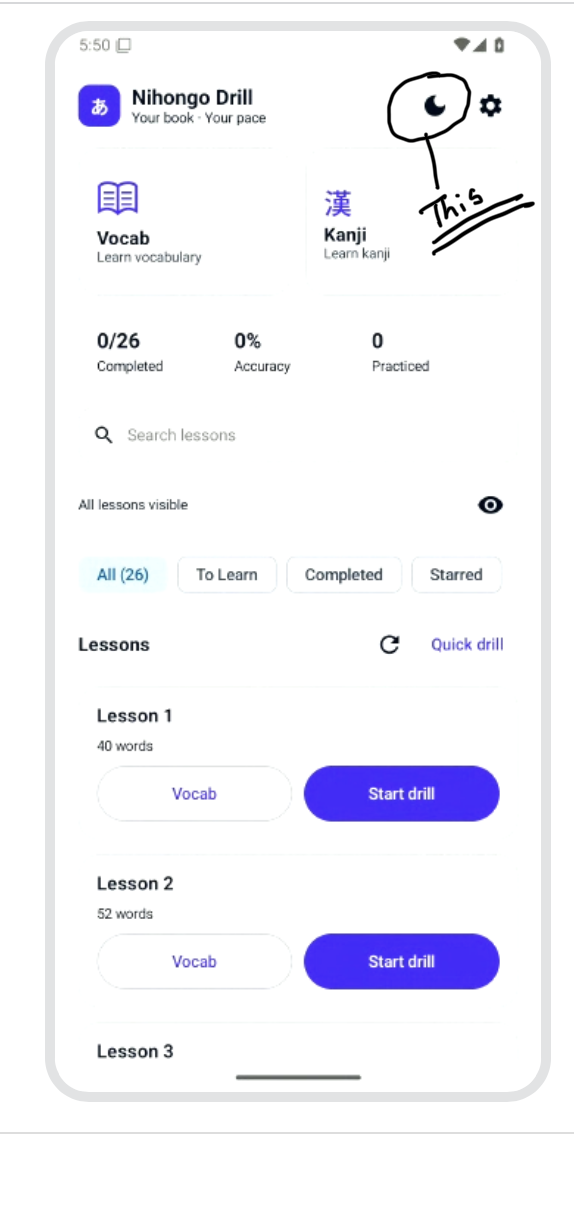 5:50
あ
Nihongo Drill
Your book · Your pace
This
Vocab
Learn vocabulary
漢
Kanji
Learn kanji
0/26
Completed
0%
Accuracy
0
Practiced
Search lessons
All lessons visible
All (26)
To Learn
Completed
Starred
Lessons
Quick drill
Lesson 1
40 words
Vocab
Start drill
Lesson 2
52 words
Vocab
Start drill
Lesson 3